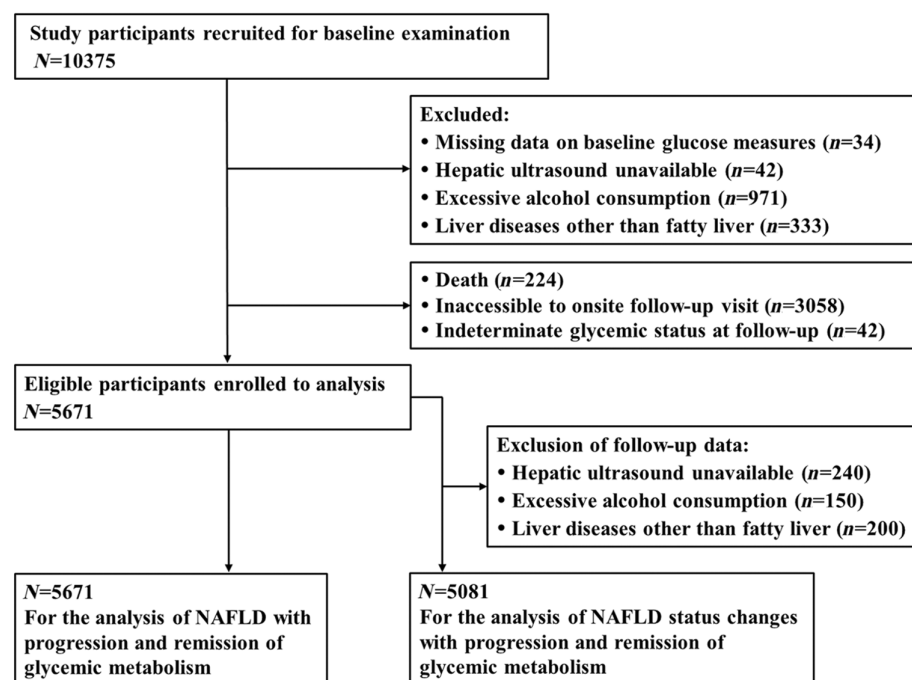 Study participants recruited for baseline examination
N=10375
Excluded:
• Missing data on baseline glucose measures (n=34)
• Hepatic ultrasound unavailable (n=42)
• Excessive alcohol consumption (n=971)
• Liver diseases other than fatty liver (n=333)
• Death (n=224)
• Inaccessible to onsite follow-up visit (n=3058)
• Indeterminate glycemic status at follow-up (n=42)
Eligible participants enrolled to analysis
N=5671
Exclusion of follow-up data:
• Hepatic ultrasound unavailable (n=240)
• Excessive alcohol consumption (n=150)
• Liver diseases other than fatty liver (n=200)
N=5671
For the analysis of NAFLD with
progression and remission of
glycemic metabolism
N=5081
For the analysis of NAFLD status changes
with progression and remission of
glycemic metabolism